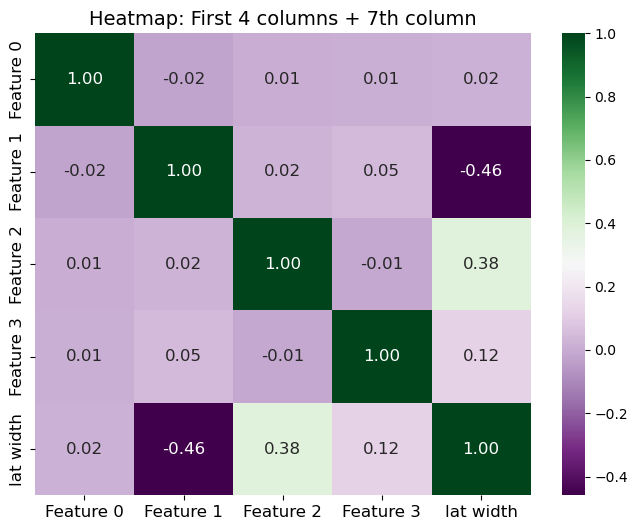 Heatmap: First 4 columns + 7th column
Feature 0
1.00 -0.02 0.01 0.01 0.02
Feature 1
-0.02 1.00 0.02 0.05 -0.46
Feature 2
0.01 0.02 1.00 -0.01 0.38
Feature 3
0.01 0.05 -0.01 1.00 0.12
lat width
0.02 -0.46 0.38 0.12 1.00
Feature 0 Feature 1 Feature 2 Feature 3 lat width
1.0
0.8
0.6
0.4
0.2
0.0
−0.2
−0.4